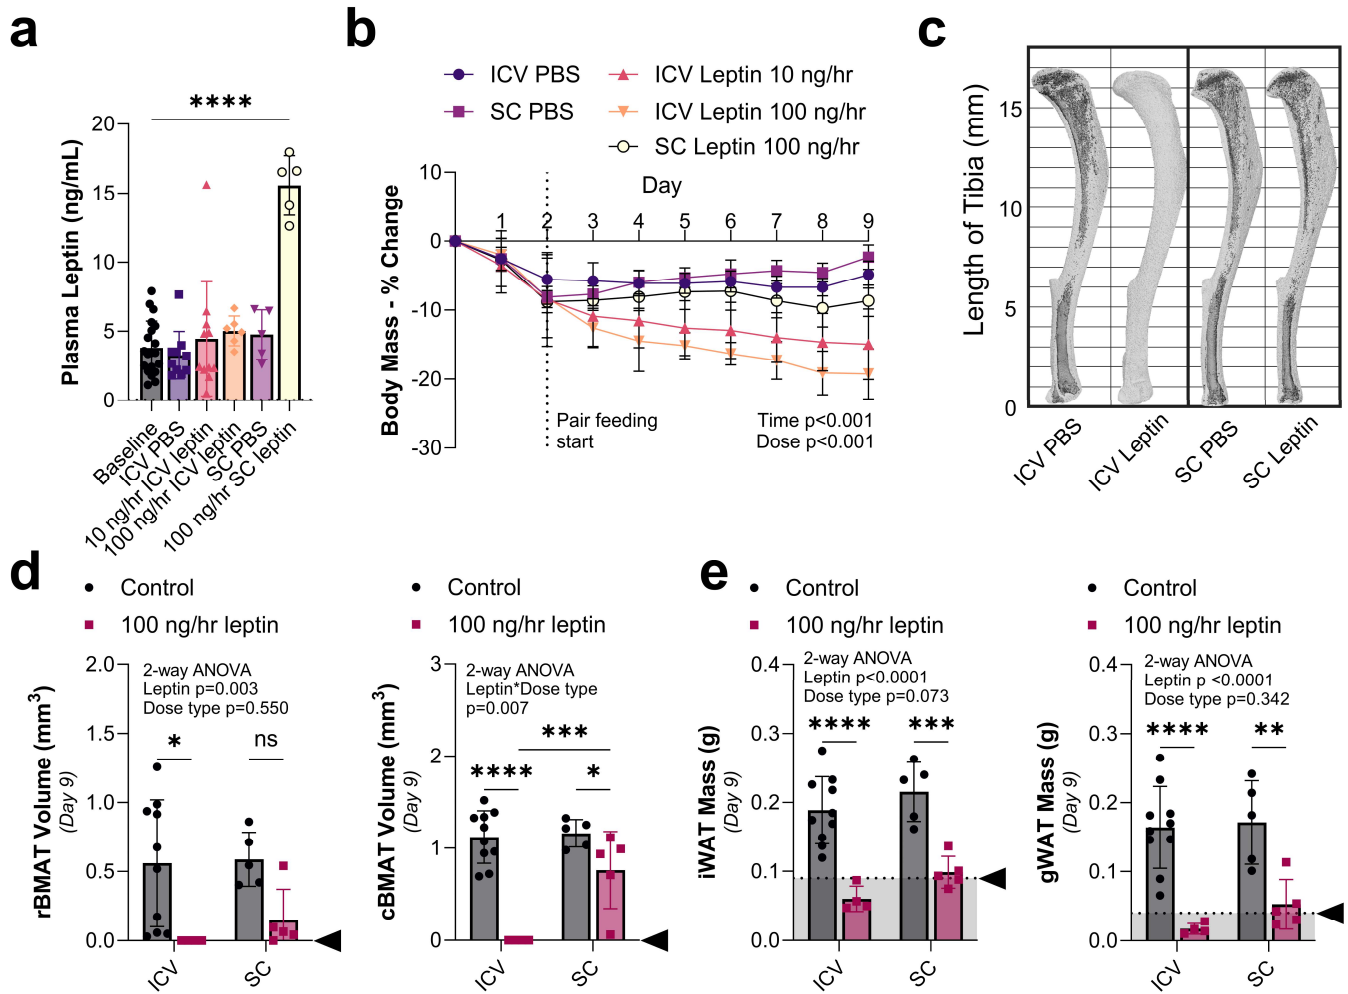 a
****
Plasma Leptin (ng/mL)
20
15
10
5
0
Baseline
ICV PBS
10 ng/hr ICV leptin
100 ng/hr ICV leptin
SC PBS
100 ng/hr SC leptin
b
ICV PBS
SC PBS
ICV Leptin 10 ng/hr
ICV Leptin 100 ng/hr
SC Leptin 100 ng/hr
Body Mass - % Change
Day
10
0
-10
-20
-30
1 2 3 4 5 6 7 8 9
Pair feeding
start
Time p<0.001
Dose p<0.001
c
Length of Tibia (mm)
15
10
5
0
ICV PBS
ICV Leptin
SC PBS
SC Leptin
d
Control
100 ng/hr leptin
rBMAT Volume (mm³)
(Day 9)
2.0
1.5
1.0
0.5
0.0
2-way ANOVA
Leptin p=0.003
Dose type p=0.550
*
ns
ICV
SC
Control
100 ng/hr leptin
cBMAT Volume (mm³)
(Day 9)
3
2
1
0
2-way ANOVA
Leptin*Dose type
p=0.007
***
****
*
ICV
SC
e
Control
100 ng/hr leptin
iWAT Mass (g)
(Day 9)
0.4
0.3
0.2
0.1
0.0
2-way ANOVA
Leptin p<0.0001
Dose type p=0.073
****
***
ICV
SC
Control
100 ng/hr leptin
gWAT Mass (g)
(Day 9)
0.4
0.3
0.2
0.1
0.0
2-way ANOVA
Leptin p <0.0001
Dose type p=0.342
****
**
ICV
SC